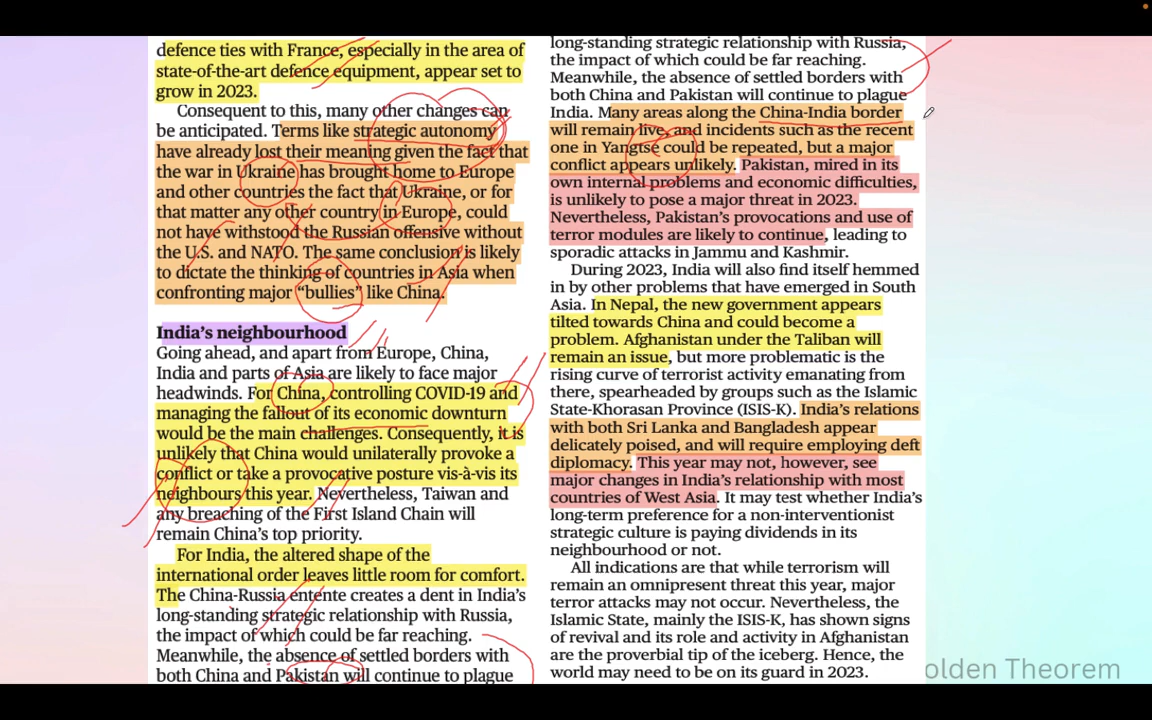 defence ties with France, especially in the area of
state-of-the-art defence equipment, appear set to
grow in 2023.
Consequent to this, many other changes can
be anticipated. Terms like strategic autonomy
have already lost their meaning given the fact that
the war in Ukraine has brought home to Europe
and other countries the fact that Ukraine, or for
that matter any other country in Europe, could
not have withstood the Russian offensive without
the U.S. and NATO. The same conclusion is likely
to dictate the thinking of countries in Asia when
confronting major “bullies” like China.
India’s neighbourhood
Going ahead, and apart from Europe, China,
India and parts of Asia are likely to face major
headwinds. For China, controlling COVID-19 and
managing the fallout of its economic downturn
would be the main challenges. Consequently, it is
unlikely that China would unilaterally provoke a
conflict or take a provocative posture vis-à-vis its
neighbours this year. Nevertheless, Taiwan and
any breaching of the First Island Chain will
remain China’s top priority.
For India, the altered shape of the
international order leaves little room for comfort.
The China-Russia entente creates a dent in India’s
long-standing strategic relationship with Russia,
the impact of which could be far reaching.
Meanwhile, the absence of settled borders with
both China and Pakistan will continue to plague
long-standing strategic relationship with Russia,
the impact of which could be far reaching.
Meanwhile, the absence of settled borders with
both China and Pakistan will continue to plague
India. Many areas along the China-India border
will remain live, and incidents such as the recent
one in Yangtse could be repeated, but a major
conflict appears unlikely. Pakistan, mired in its
own internal problems and economic difficulties,
is unlikely to pose a major threat in 2023.
Nevertheless, Pakistan’s provocations and use of
terror modules are likely to continue, leading to
sporadic attacks in Jammu and Kashmir.
During 2023, India will also find itself hemmed
in by other problems that have emerged in South
Asia. In Nepal, the new government appears
tilted towards China and could become a
problem. Afghanistan under the Taliban will
remain an issue, but more problematic is the
rising curve of terrorist activity emanating from
there, spearheaded by groups such as the Islamic
State-Khorasan Province (ISIS-K). India’s relations
with both Sri Lanka and Bangladesh appear
delicately poised, and will require employing deft
diplomacy. This year may not, however, see
major changes in India’s relationship with most
countries of West Asia. It may test whether India’s
long-term preference for a non-interventionist
strategic culture is paying dividends in its
neighbourhood or not.
All indications are that while terrorism will
remain an omnipresent threat this year, major
terror attacks may not occur. Nevertheless, the
Islamic State, mainly the ISIS-K, has shown signs
of revival and its role and activity in Afghanistan
are the proverbial tip of the iceberg. Hence, the
world may need to be on its guard in 2023.
olden Theorem